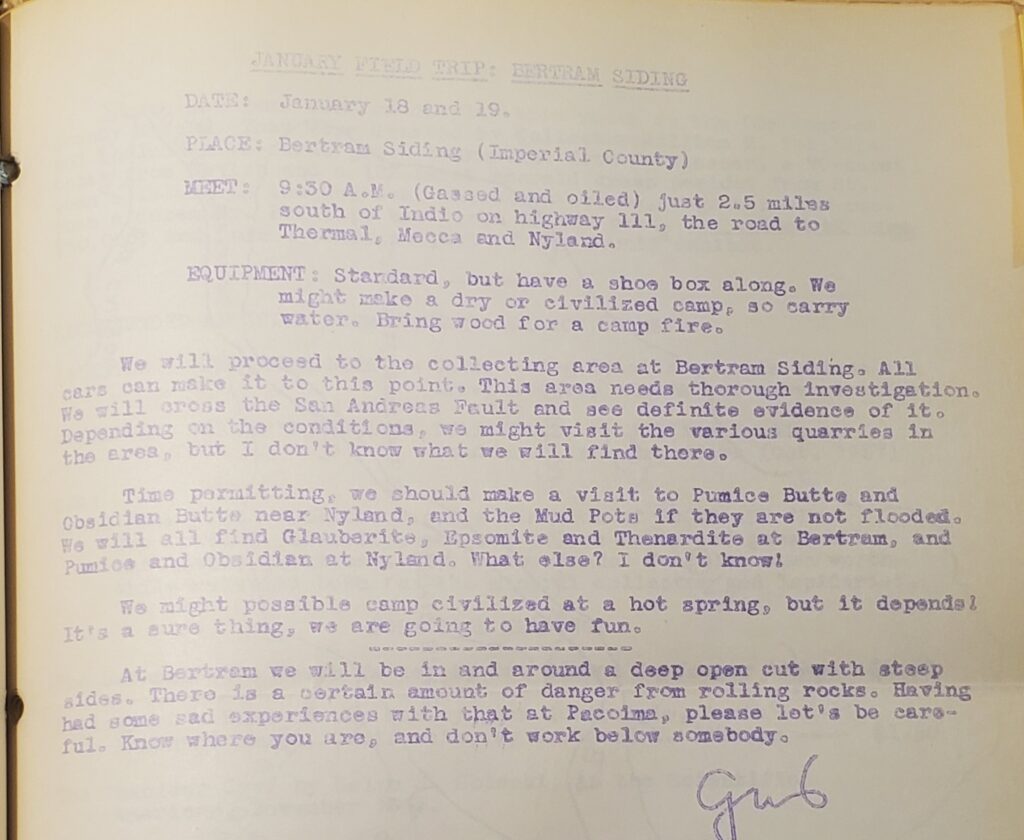 JANUARY FIELD TRIP: BERTRAM SIDING
DATE: January 18 and 19.
PLACE: Bertram Siding (Imperial County)
MEET: 9:30 A.M. (Gassed and oiled) just 2.5 miles
south of Indio on highway 111, the road to
Thermal, Mecca and Nyland.
EQUIPMENT: Standard, but have a shoe box along. We
might make a dry or civilized camp, so carry
water. Bring wood for a camp fire.
We will proceed to the collecting area at Bertram Siding. All
cars can make it to this point. This area needs thorough investigation.
We will cross the San Andreas Fault and see definite evidence of it.
Depending on the conditions, we might visit the various quarries in
the area, but I don't know what we will find there.
Time permitting, we should make a visit to Pumice Butte and
Obsidian Butte near Nyland, and the Mud Pots if they are not flooded.
We will all find Glauberite, Epsomite and Thenardite at Bertram, and
Pumice and Obsidian at Nyland. What else? I don't know!
We might possible camp civilized at a hot spring, but it depends!
It's a sure thing, we are going to have fun.
At Bertram we will be in and around a deep open cut with steep
sides. There is a certain amount of danger from rolling rocks. Having
had some sad experiences with that at Pacoima, please let's be care-
ful. Know where you are, and don't work below somebody.